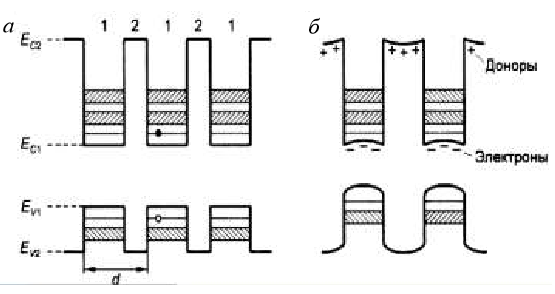 а 1 2 1 2 1
E_C2
E_C1
E_V1
E_V2
d
б
+ + + + + +
Доноры
– – – –
Электроны